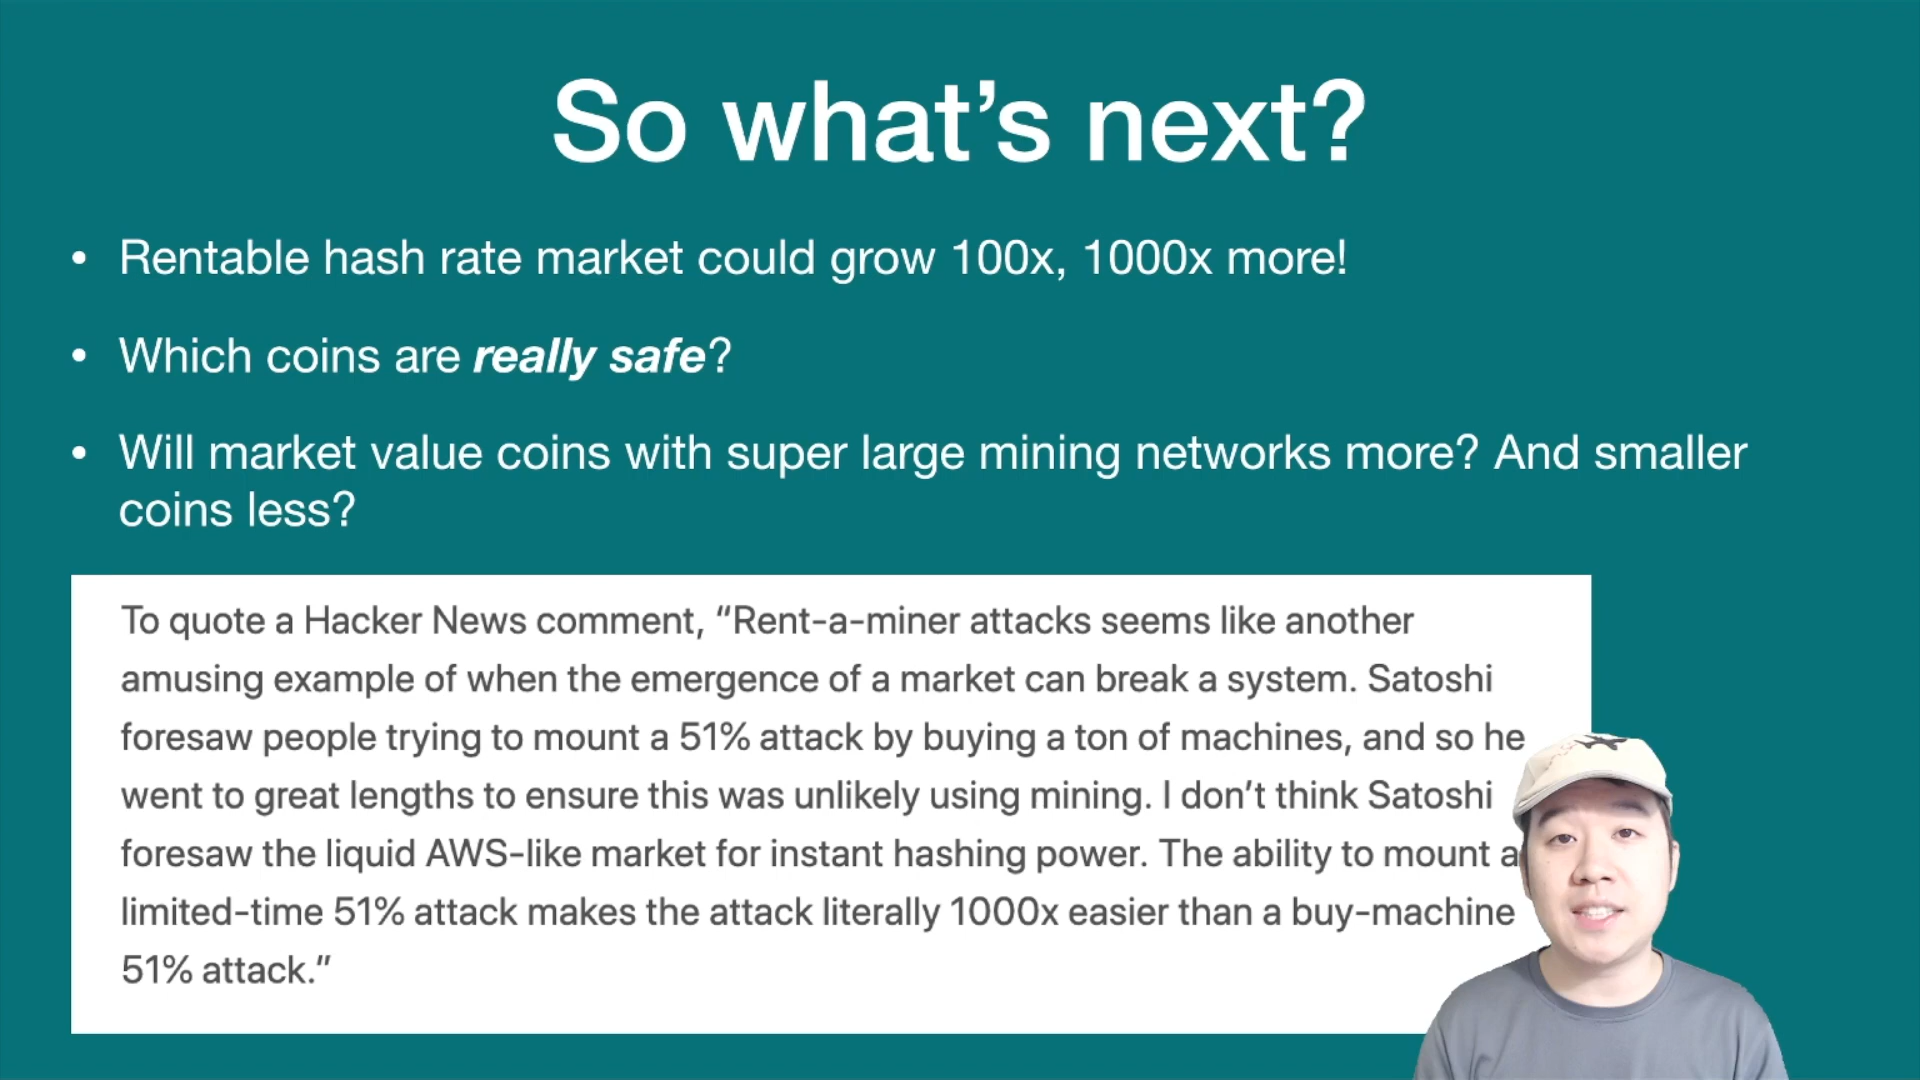 So what’s next?
• Rentable hash rate market could grow 100x, 1000x more!
• Which coins are really safe?
• Will market value coins with super large mining networks more? And smaller
coins less?
To quote a Hacker News comment, “Rent-a-miner attacks seems like another
amusing example of when the emergence of a market can break a system. Satoshi
foresaw people trying to mount a 51% attack by buying a ton of machines, and so he
went to great lengths to ensure this was unlikely using mining. I don’t think Satoshi
foresaw the liquid AWS-like market for instant hashing power. The ability to mount a
limited-time 51% attack makes the attack literally 1000x easier than a buy-machine
51% attack.”